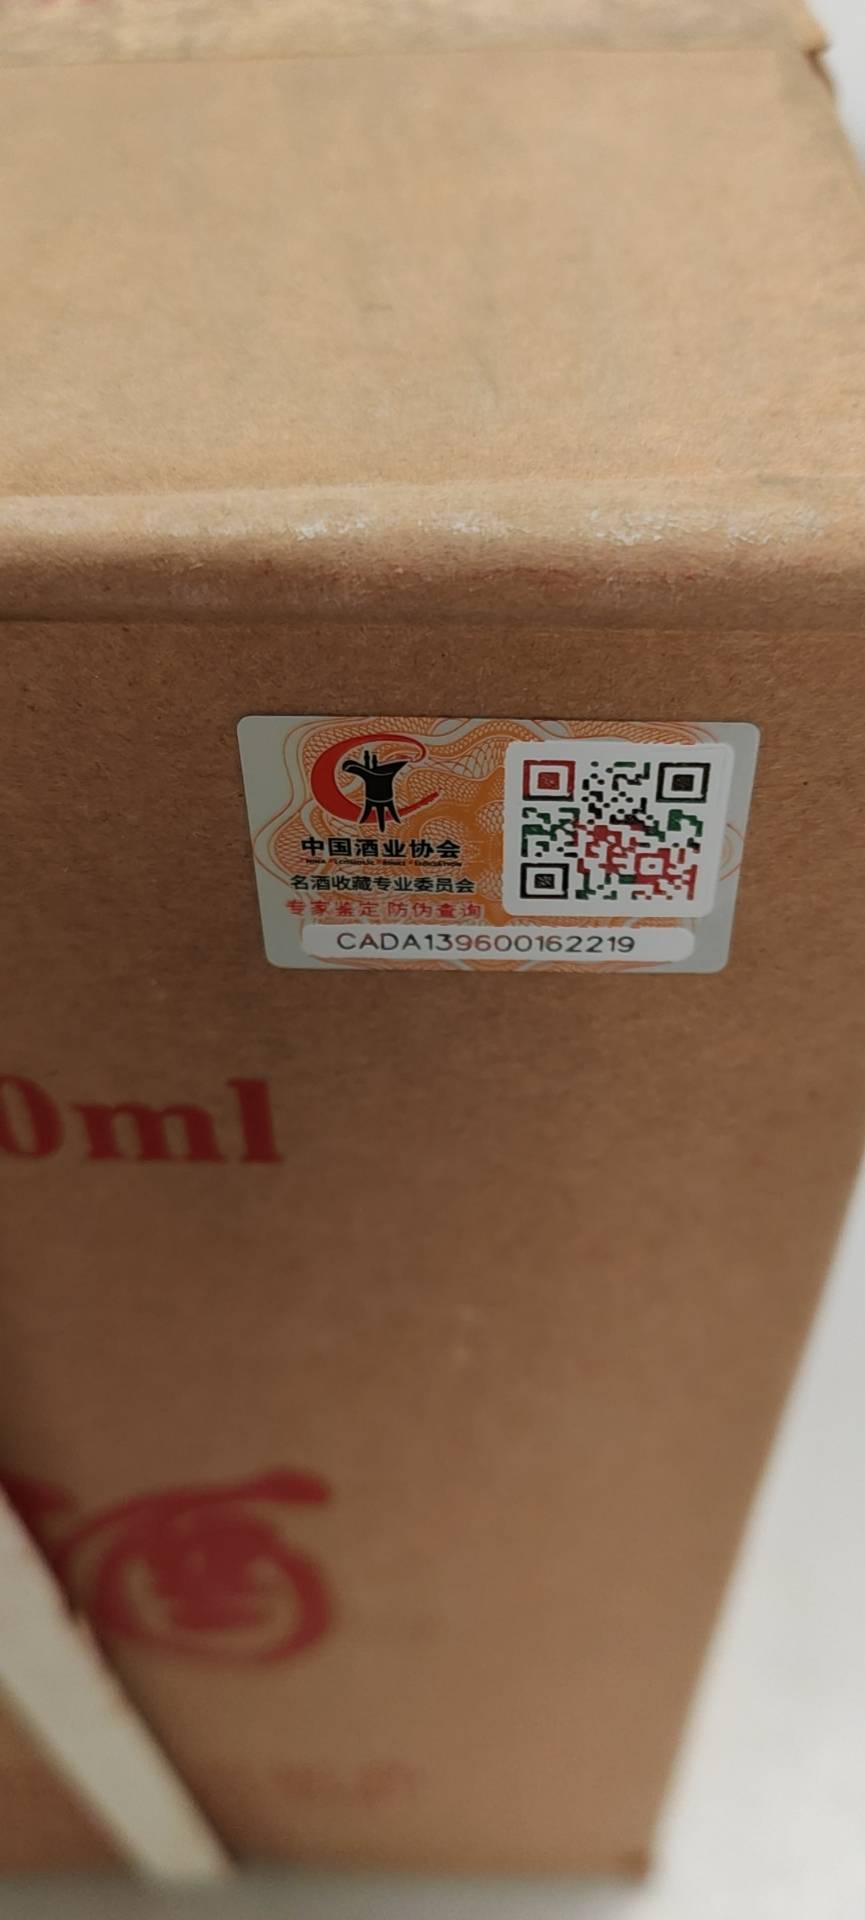 中国酒业协会
名酒收藏专业委员会
专家鉴定 防伪查询
CADA139600162219
0ml
酒